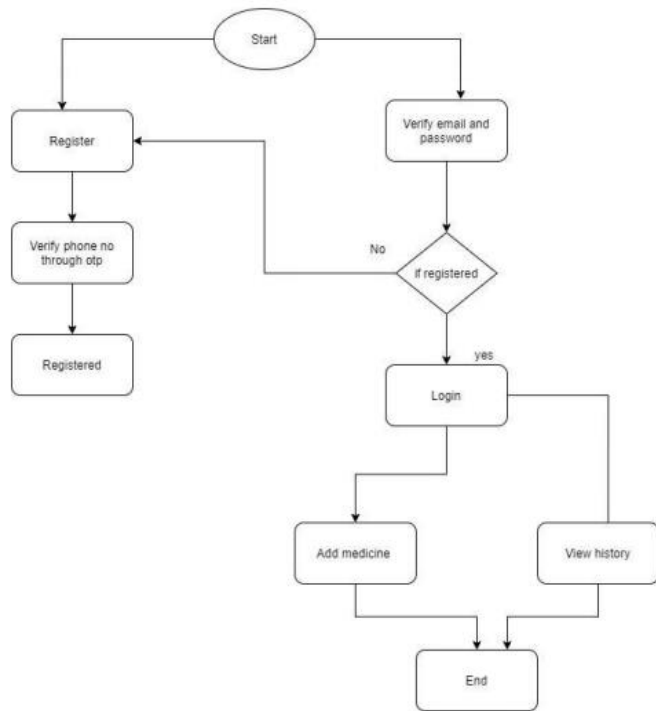 Start
Register
Verify email and
password
Verify phone no
through otp
No
if registered
Registered
yes
Login
Add medicine
View history
End